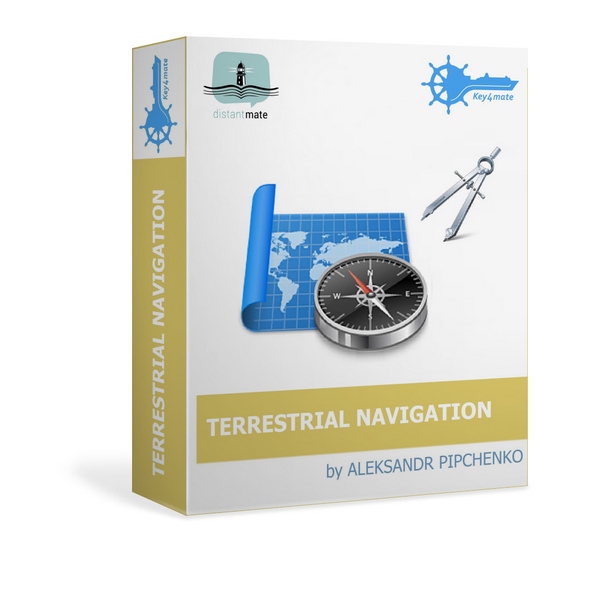 Key4mate
TERRESTRIAL NAVIGATION
distantmate
Key4mate
N
W
E
S
TERRESTRIAL NAVIGATION
by ALEKSANDR PIPCHENKO